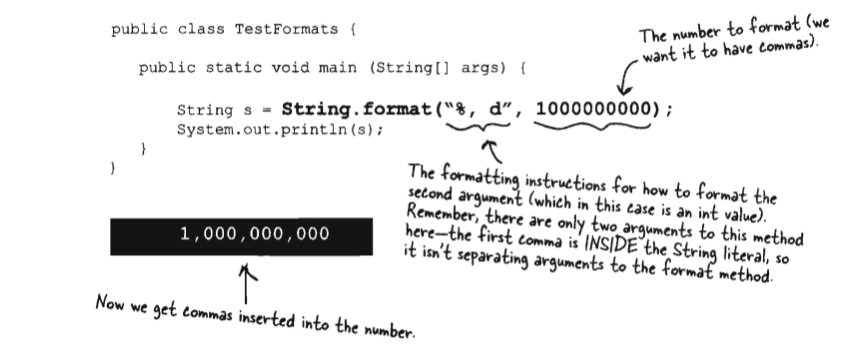 public class TestFormats {
The number to format (we
want it to have commas).
public static void main (String[] args) {
String s = String.format("%, d", 1000000000);
System.out.println(s);
}
}
The formatting instructions for how to format the
second argument (which in this case is an int value).
Remember, there are only two arguments to this method
here—the first comma is INSIDE the String literal, so
it isn't separating arguments to the format method.
1,000,000,000
Now we get commas inserted into the number.